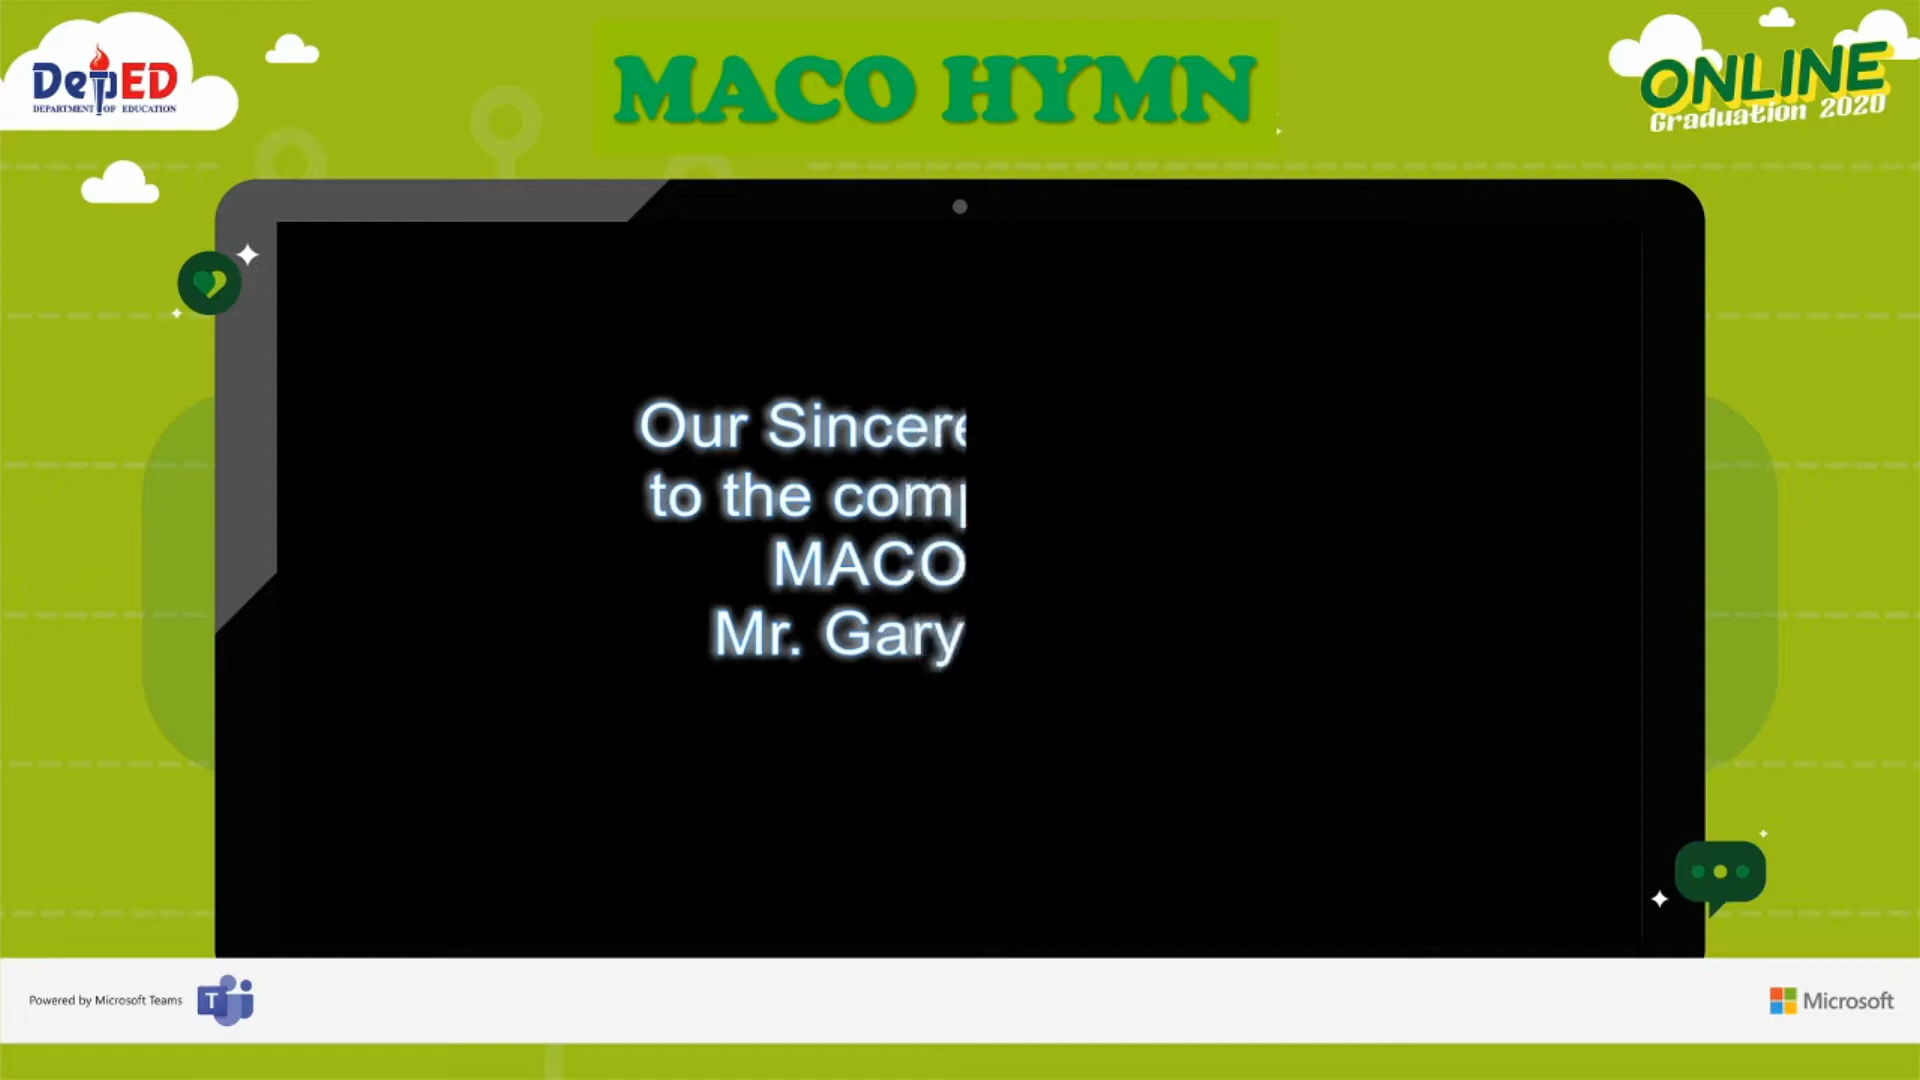 DepED
DEPARTMENT OF EDUCATION
MACO HYMN
ONLINE
Graduation 2020
Our Sincere
to the comp
MACO
Mr. Gary
Powered by Microsoft Teams
T
Microsoft